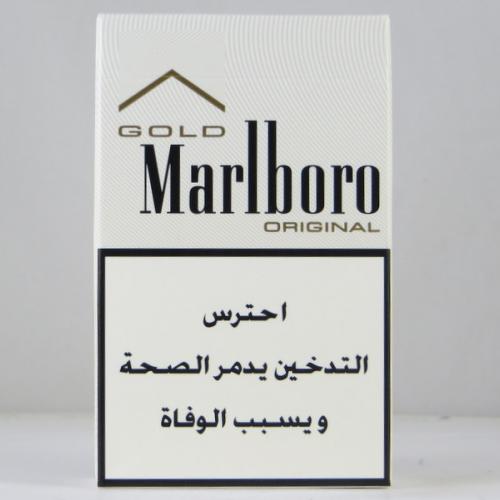 GOLD
Marlboro
ORIGINAL
احترس
التدخين يدمر الصحة
ويسبب الوفاة